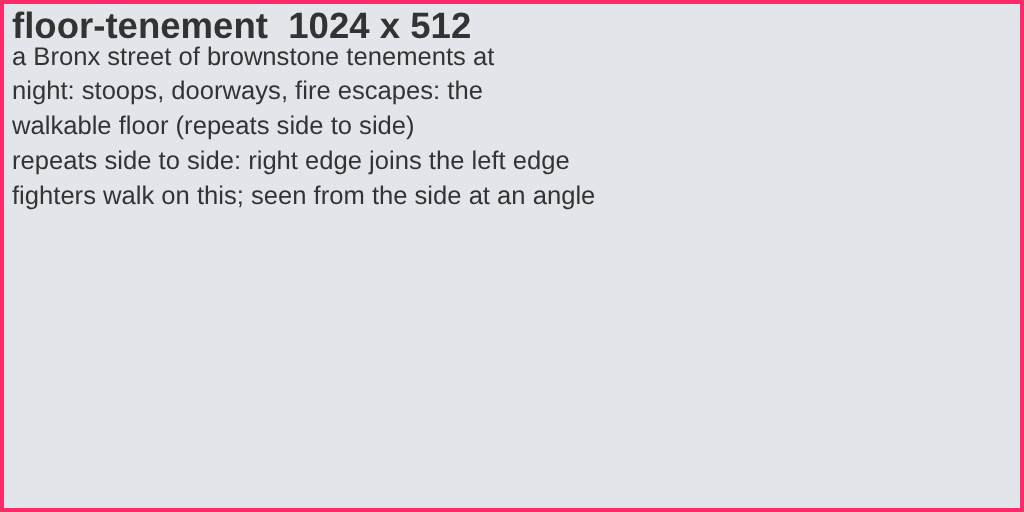 floor-tenement  1024 x 512
a Bronx street of brownstone tenements at
night: stoops, doorways, fire escapes: the
walkable floor (repeats side to side)
repeats side to side: right edge joins the left edge
fighters walk on this; seen from the side at an angle